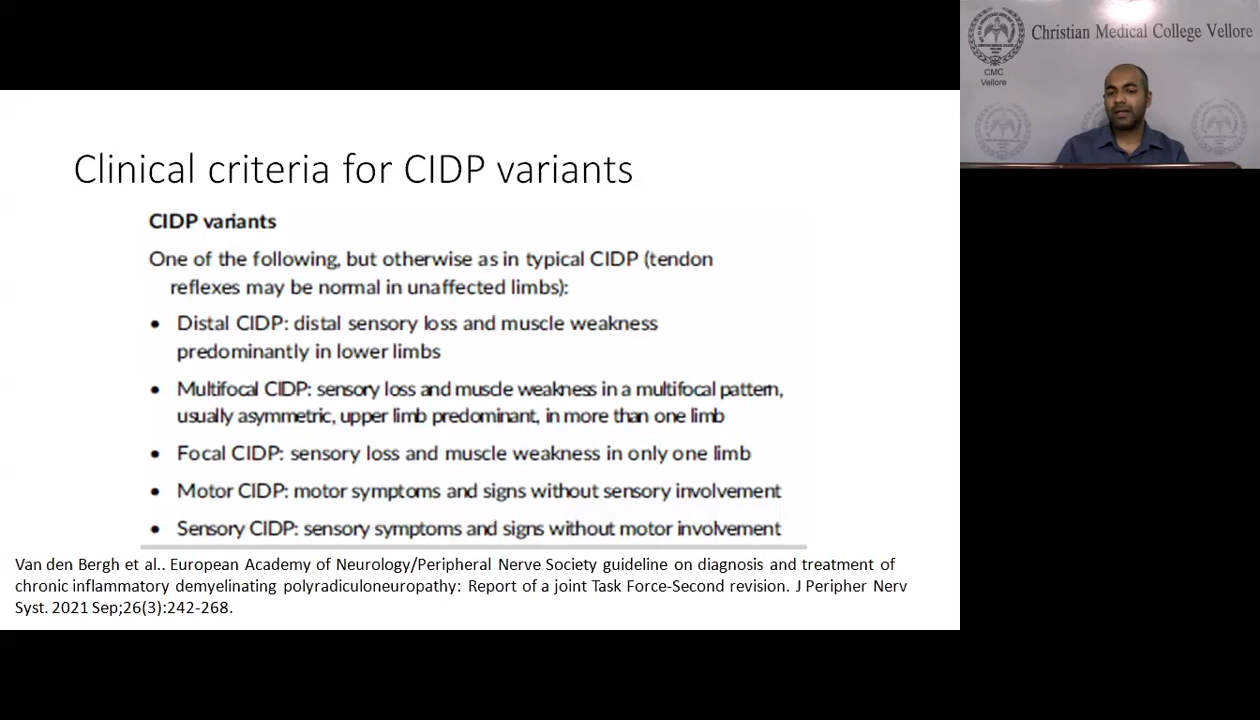 Christian Medical College Vellore
CMC
Vellore
Clinical criteria for CIDP variants
CIDP variants
One of the following, but otherwise as in typical CIDP (tendon
reflexes may be normal in unaffected limbs):
• Distal CIDP: distal sensory loss and muscle weakness
predominantly in lower limbs
• Multifocal CIDP: sensory loss and muscle weakness in a multifocal pattern,
usually asymmetric, upper limb predominant, in more than one limb
• Focal CIDP: sensory loss and muscle weakness in only one limb
• Motor CIDP: motor symptoms and signs without sensory involvement
• Sensory CIDP: sensory symptoms and signs without motor involvement
Van den Bergh et al.. European Academy of Neurology/Peripheral Nerve Society guideline on diagnosis and treatment of
chronic inflammatory demyelinating polyradiculoneuropathy: Report of a joint Task Force-Second revision. J Peripher Nerv
Syst. 2021 Sep;26(3):242-268.